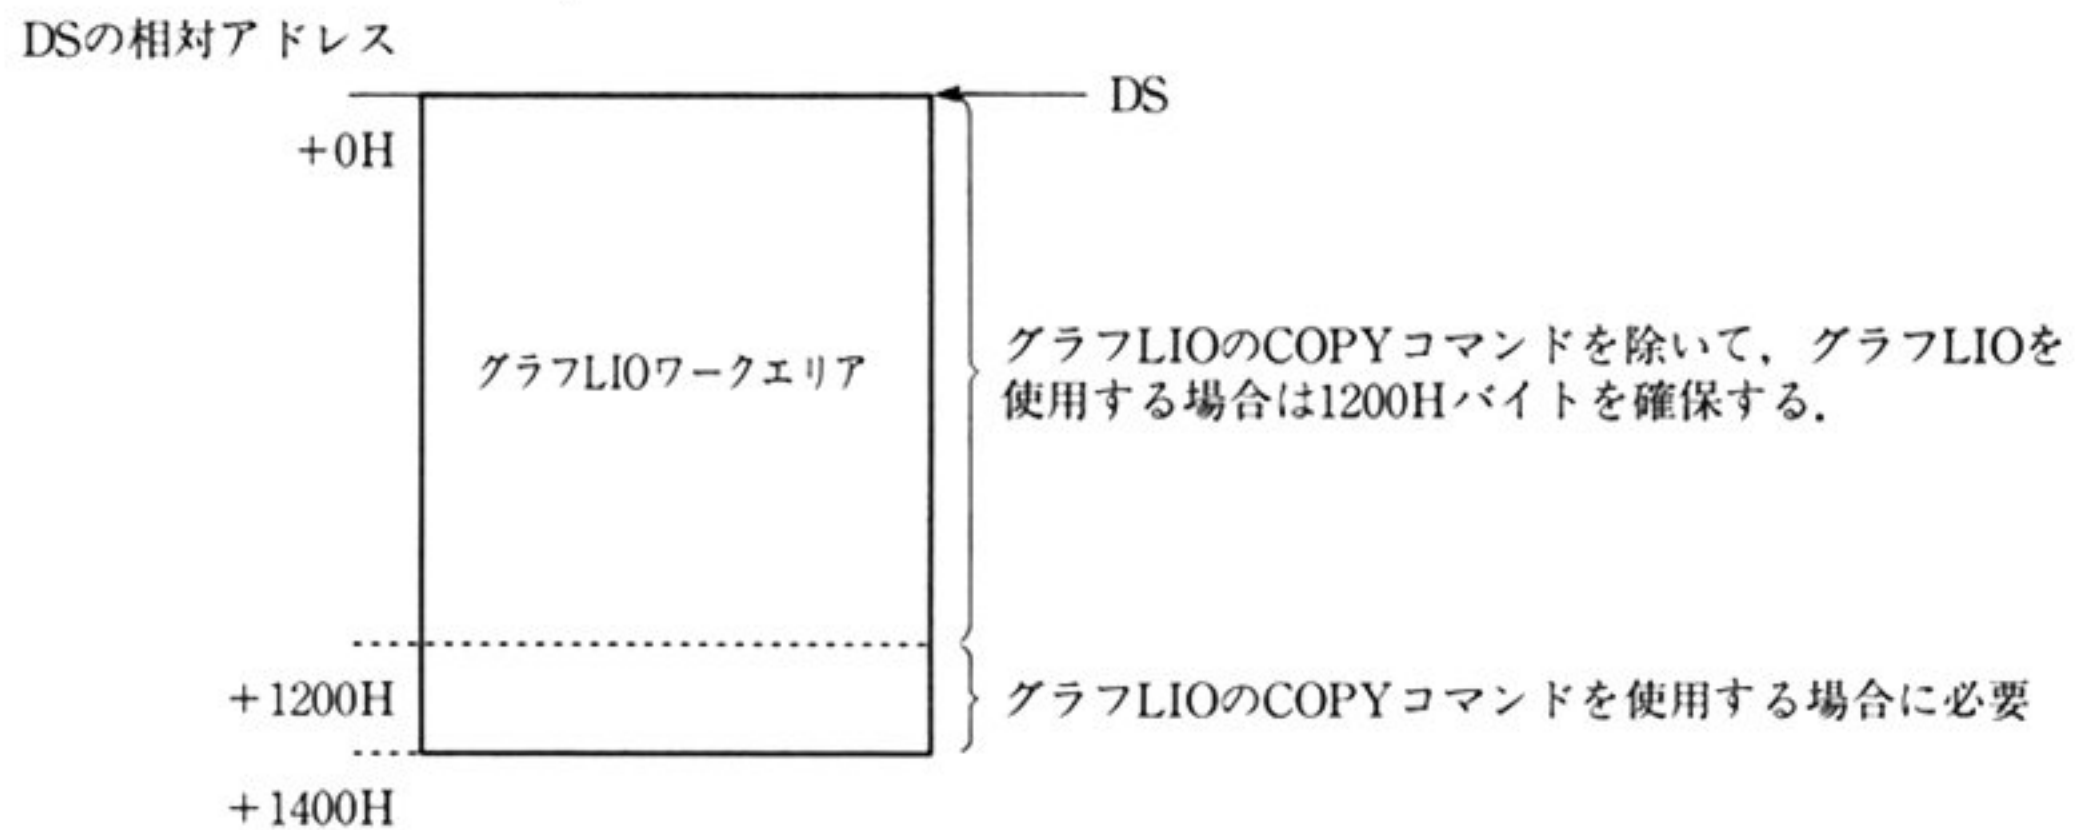 DSの相対アドレス
DS
+0H
グラフLIOワークエリア
グラフLIOのCOPYコマンドを除いて，グラフLIOを
使用する場合は1200Hバイトを確保する．
+1200H
グラフLIOのCOPYコマンドを使用する場合に必要
+1400H